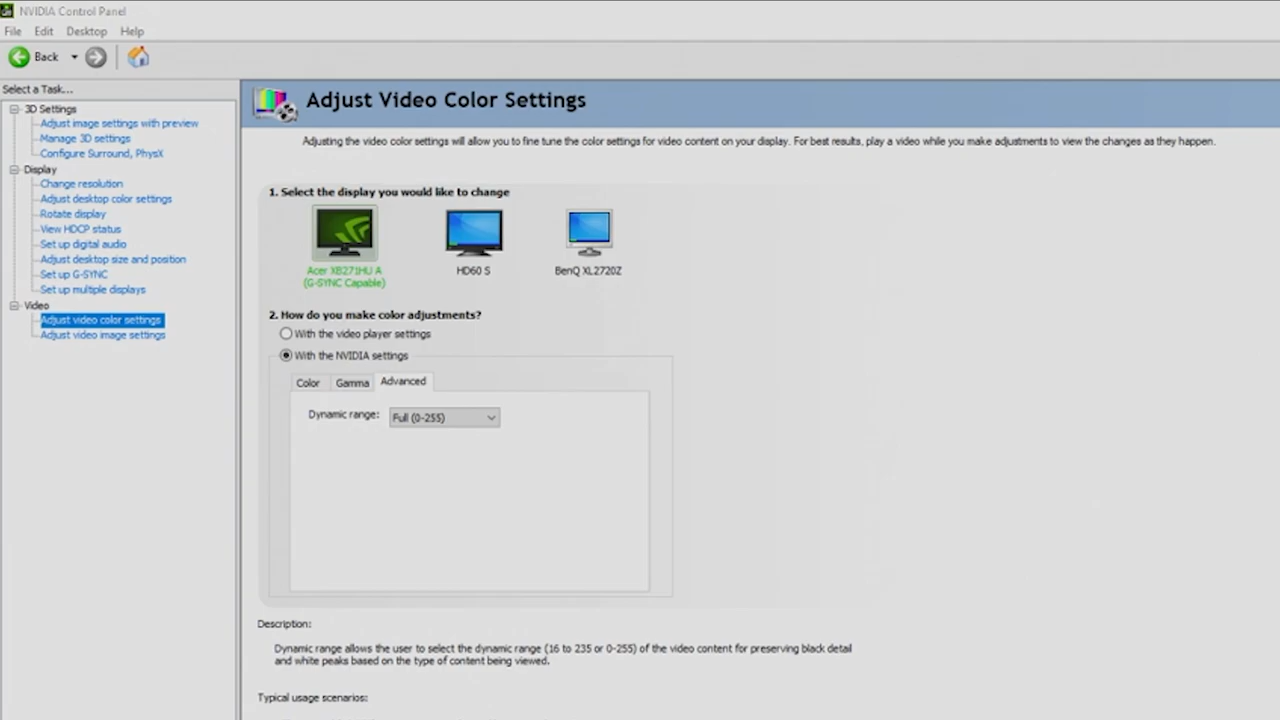 NVIDIA Control Panel
File Edit Desktop Help
Back
Select a Task...
3D Settings
Adjust image settings with preview
Manage 3D settings
Configure Surround, PhysX
Display
Change resolution
Adjust desktop color settings
Rotate display
View HDCP status
Set up digital audio
Adjust desktop size and position
Set up G-SYNC
Set up multiple displays
Video
Adjust video color settings
Adjust video image settings
Adjust Video Color Settings
Adjusting the video color settings will allow you to fine tune the color settings for video content on your display. For best results, play a video while you make adjustments to view the changes as they happen.
1. Select the display you would like to change
Acer XB271HU A
(G-SYNC Capable)
HD60 S
BenQ XL2720Z
2. How do you make color adjustments?
With the video player settings
With the NVIDIA settings
Color Gamma Advanced
Dynamic range: Full (0-255)
Description:
Dynamic range allows the user to select the dynamic range (16 to 235 or 0-255) of the video content for preserving black detail
and white peaks based on the type of content being viewed.
Typical usage scenarios: